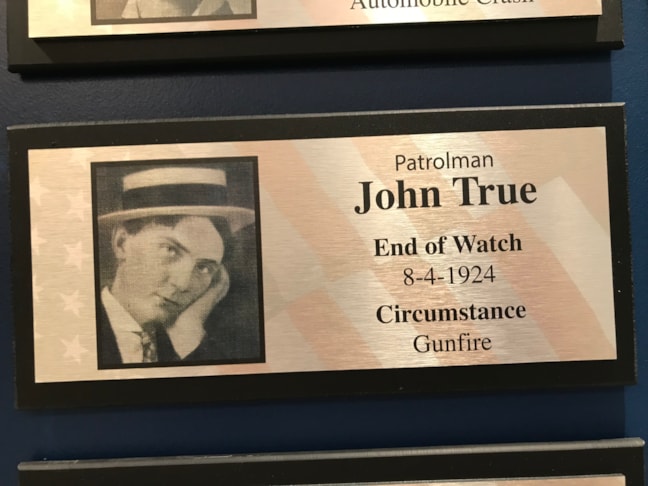 Automobile Crash
Patrolman
John True
End of Watch
8-4-1924
Circumstance
Gunfire